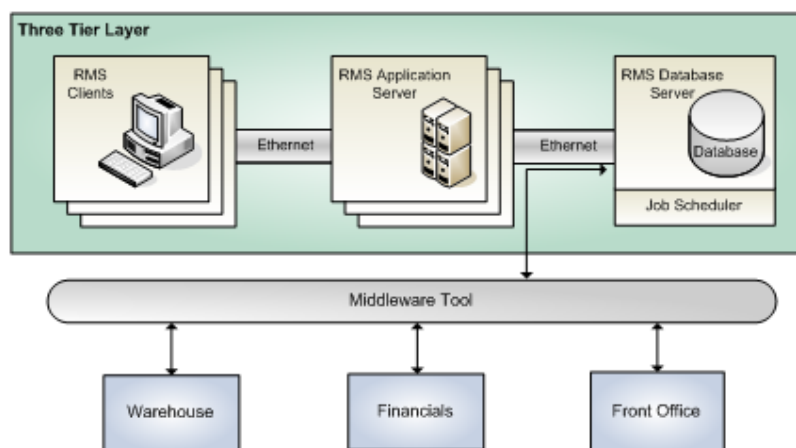 Three Tier Layer
RMS
Clients
Ethernet
RMS Application
Server
Ethernet
RMS Database
Server
Database
Job Scheduler
Middleware Tool
Warehouse
Financials
Front Office